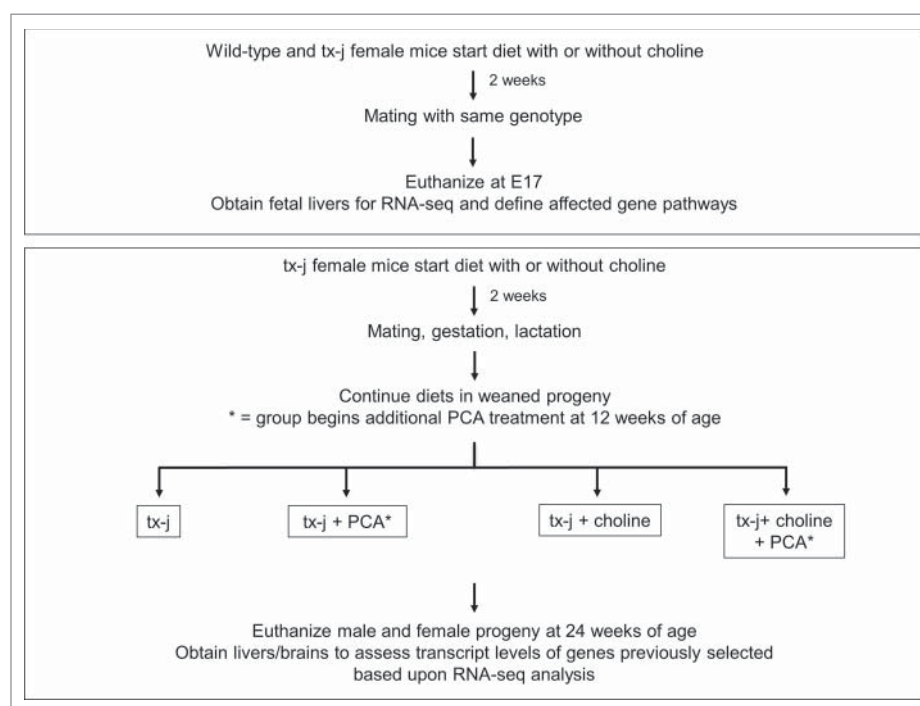 Wild-type and tx-j female mice start diet with or without choline
2 weeks
Mating with same genotype
Euthanize at E17
Obtain fetal livers for RNA-seq and define affected gene pathways
tx-j female mice start diet with or without choline
2 weeks
Mating, gestation, lactation
Continue diets in weaned progeny
* = group begins additional PCA treatment at 12 weeks of age
tx-j
tx-j + PCA*
tx-j + choline
tx-j+ choline
+ PCA*
Euthanize male and female progeny at 24 weeks of age
Obtain livers/brains to assess transcript levels of genes previously selected
based upon RNA-seq analysis